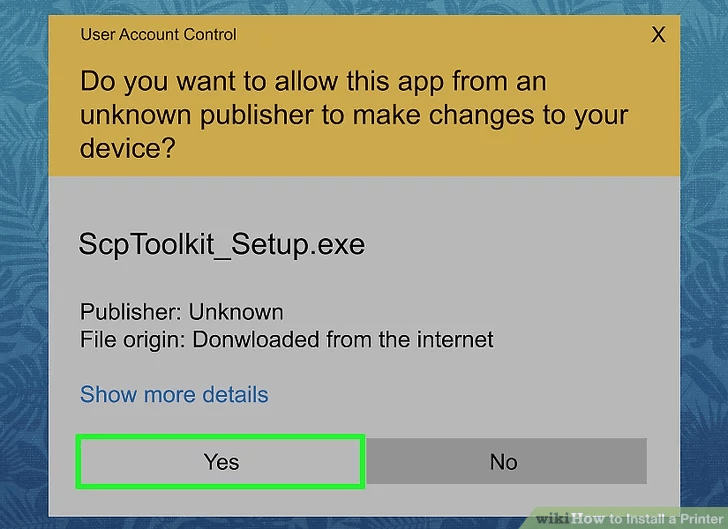 User Account Control
X
Do you want to allow this app from an
unknown publisher to make changes to your
device?
ScpToolkit_Setup.exe
Publisher: Unknown
File origin: Donwloaded from the internet
Show more details
Yes
No
wikiHow to Install a Printer